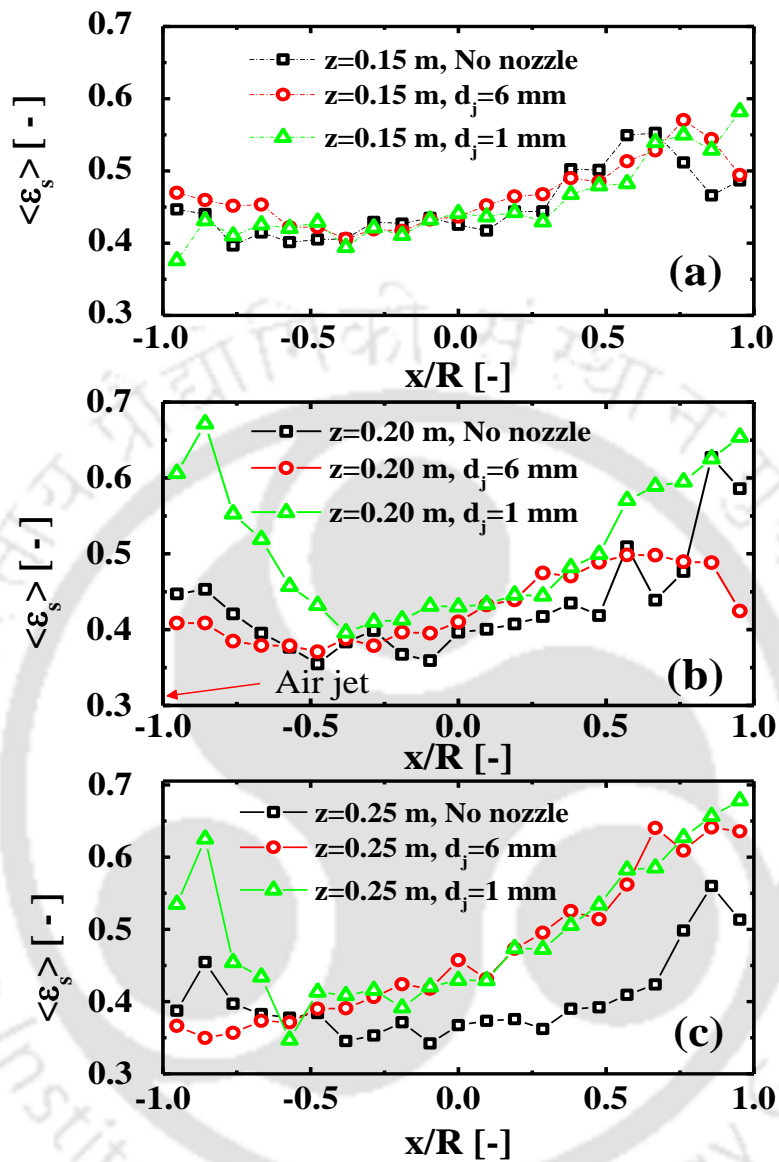 0.7
z=0.15 m, No nozzle
z=0.15 m, dj=6 mm
z=0.15 m, dj=1 mm
0.6
0.5
<εs> [ - ]
0.4
(a)
0.3
-1.0 -0.5 0.0 0.5 1.0
x/R [-]
0.7
z=0.20 m, No nozzle
z=0.20 m, dj=6 mm
z=0.20 m, dj=1 mm
0.6
0.5
<εs> [ - ]
0.4
Air jet
(b)
0.3
-1.0 -0.5 0.0 0.5 1.0
x/R [-]
0.7
z=0.25 m, No nozzle
z=0.25 m, dj=6 mm
z=0.25 m, dj=1 mm
0.6
0.5
<εs> [ - ]
0.4
(c)
0.3
-1.0 -0.5 0.0 0.5 1.0
x/R [-]